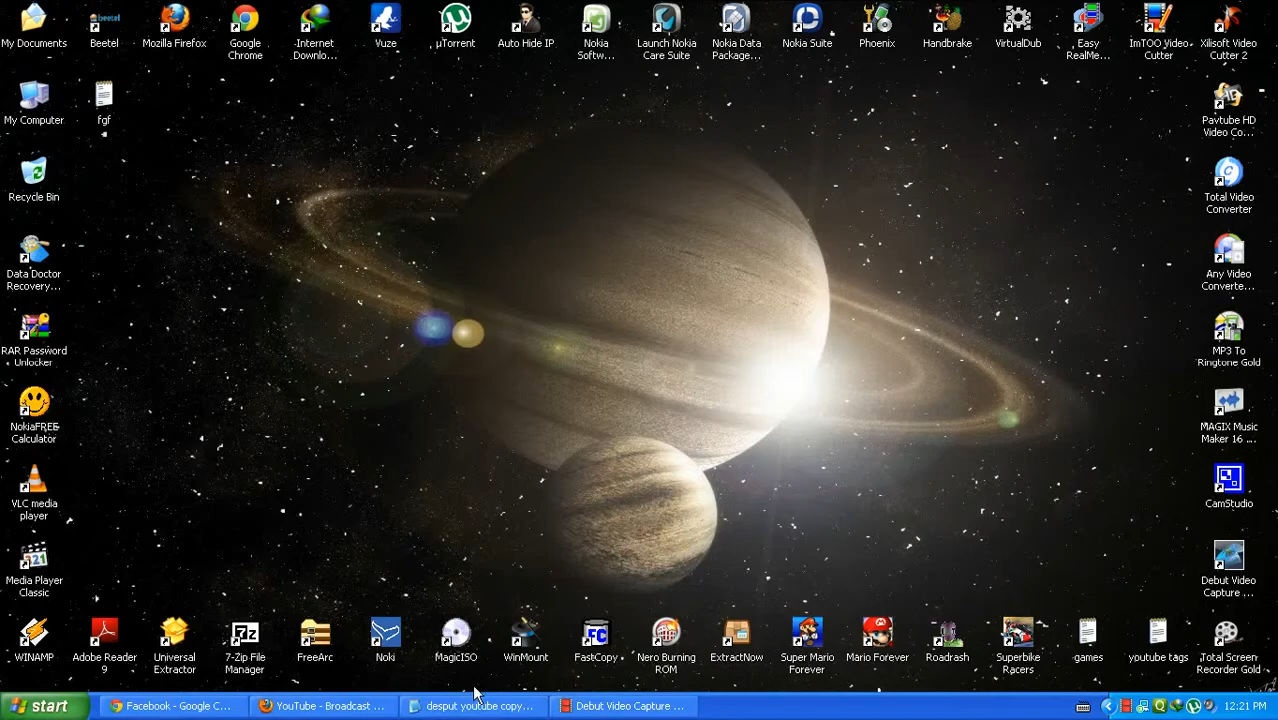 My Documents
Beetel
Mozilla Firefox
Google
Chrome
Internet
Downlo...
Vuze
µTorrent
Auto Hide IP
Nokia
Softw...
Launch Nokia
Care Suite
Nokia Data
Package...
Nokia Suite
Phoenix
Handbrake
VirtualDub
Easy
RealMe...
ImTOO Video
Cutter
Xilisoft Video
Cutter 2
My Computer
fgf
Pavtube HD
Video Co...
Recycle Bin
Total Video
Converter
Data Doctor
Recovery...
Any Video
Converte...
RAR Password
Unlocker
MP3 To
Ringtone Gold
NokiaFREE
Calculator
MAGIX Music
Maker 16 ...
VLC media
player
CamStudio
321
Media Player
Classic
Debut Video
Capture ...
WINAMP
Adobe Reader
9
Universal
Extractor
7z
7-Zip File
Manager
FreeArc
Noki
MagicISO
WinMount
FC
FastCopy
Nero Burning
ROM
ExtractNow
Super Mario
Forever
Mario Forever
Roadrash
Superbike
Racers
games
youtube tags
Total Screen
Recorder Gold
start
Facebook - Google C...
YouTube - Broadcast ...
desput youtube copy...
Debut Video Capture ...
12:21 PM